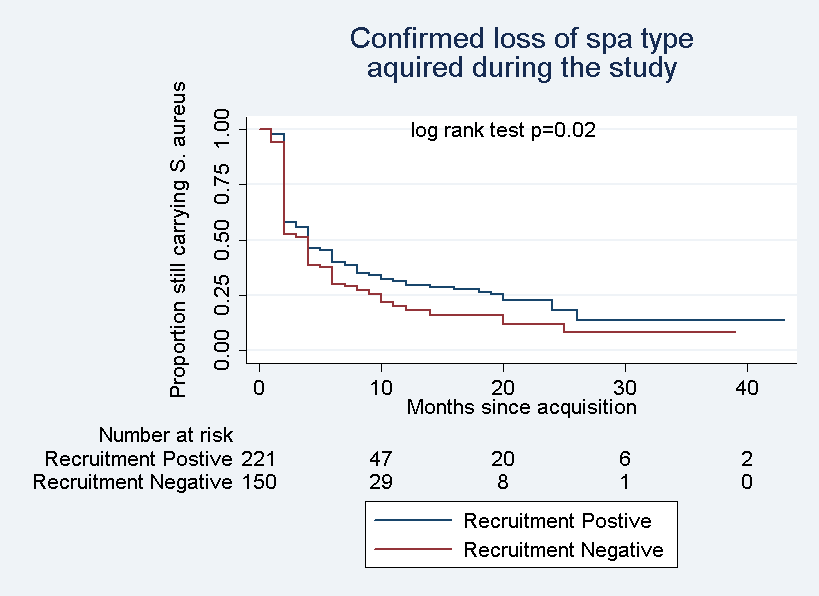 Confirmed loss of spa type
aquired during the study
log rank test p=0.02
Proportion still carrying S. aureus
1.00
0.75
0.50
0.25
0.00
0 10 20 30 40
Months since acquisition
Number at risk
Recruitment Postive 221 47 20 6 2
Recruitment Negative 150 29 8 1 0
Recruitment Postive
Recruitment Negative